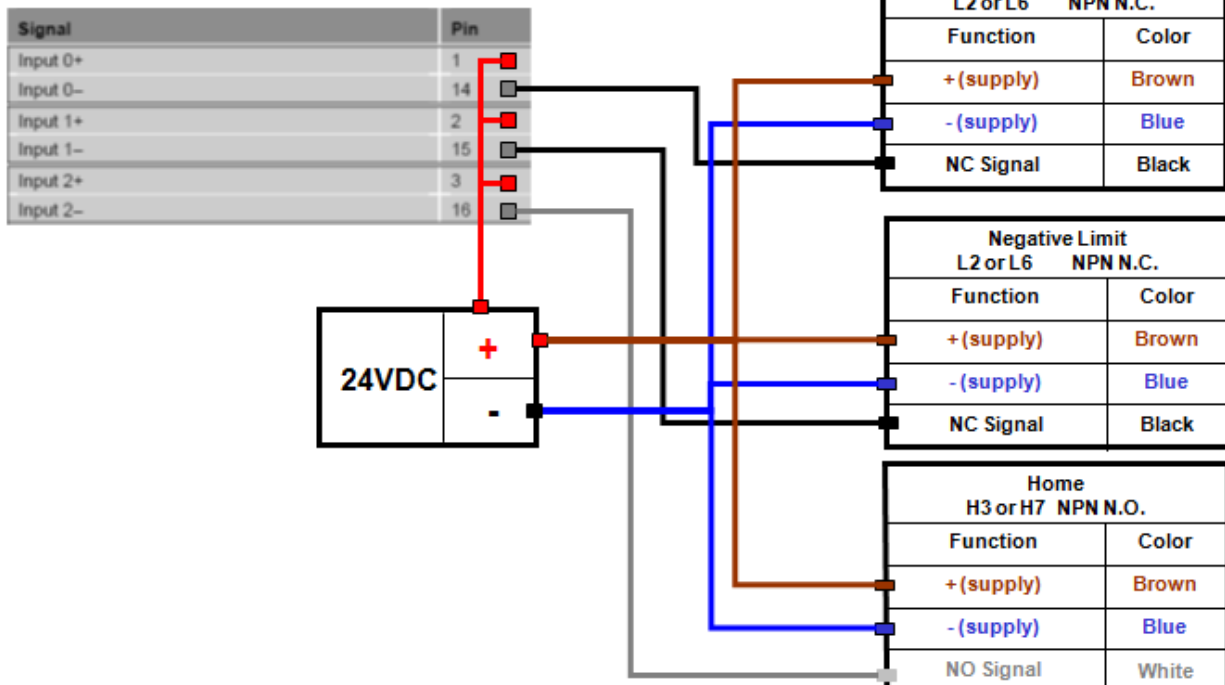 Signal Pin
Input 0+ 1
Input 0– 14
Input 1+ 2
Input 1– 15
Input 2+ 3
Input 2– 16
24VDC
+
-
L2 or L6 NPN N.C.
Function Color
+ (supply) Brown
- (supply) Blue
NC Signal Black
Negative Limit
L2 or L6 NPN N.C.
Function Color
+ (supply) Brown
- (supply) Blue
NC Signal Black
Home
H3 or H7 NPN N.O.
Function Color
+ (supply) Brown
- (supply) Blue
NO Signal White